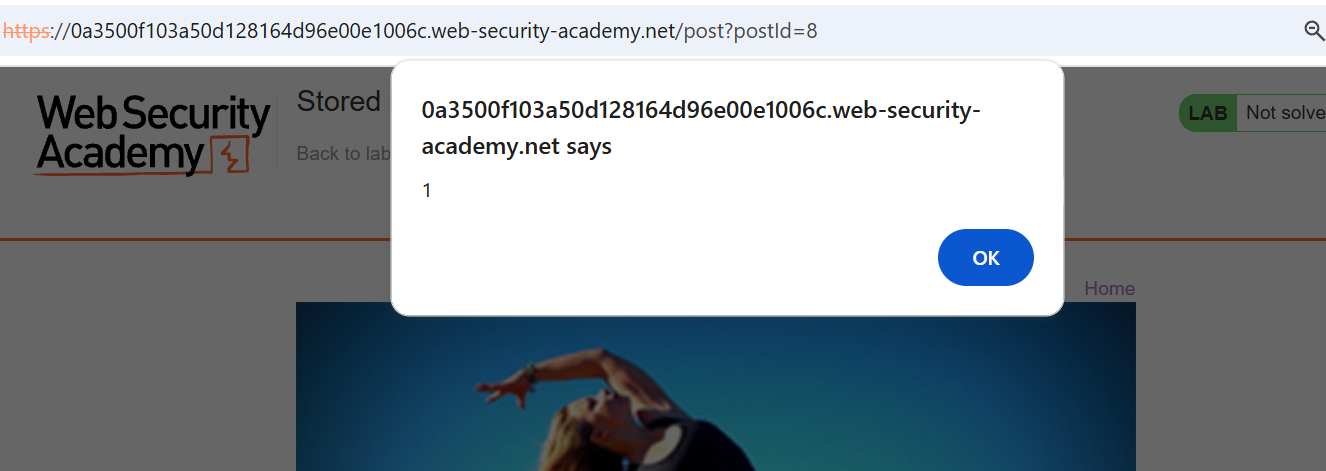 https://0a3500f103a50d128164d96e00e1006c.web-security-academy.net/post?postId=8
Web Security
Academy
Stored
Back to lab
0a3500f103a50d128164d96e00e1006c.web-security-
academy.net says
1
OK
LAB
Not solve
Home